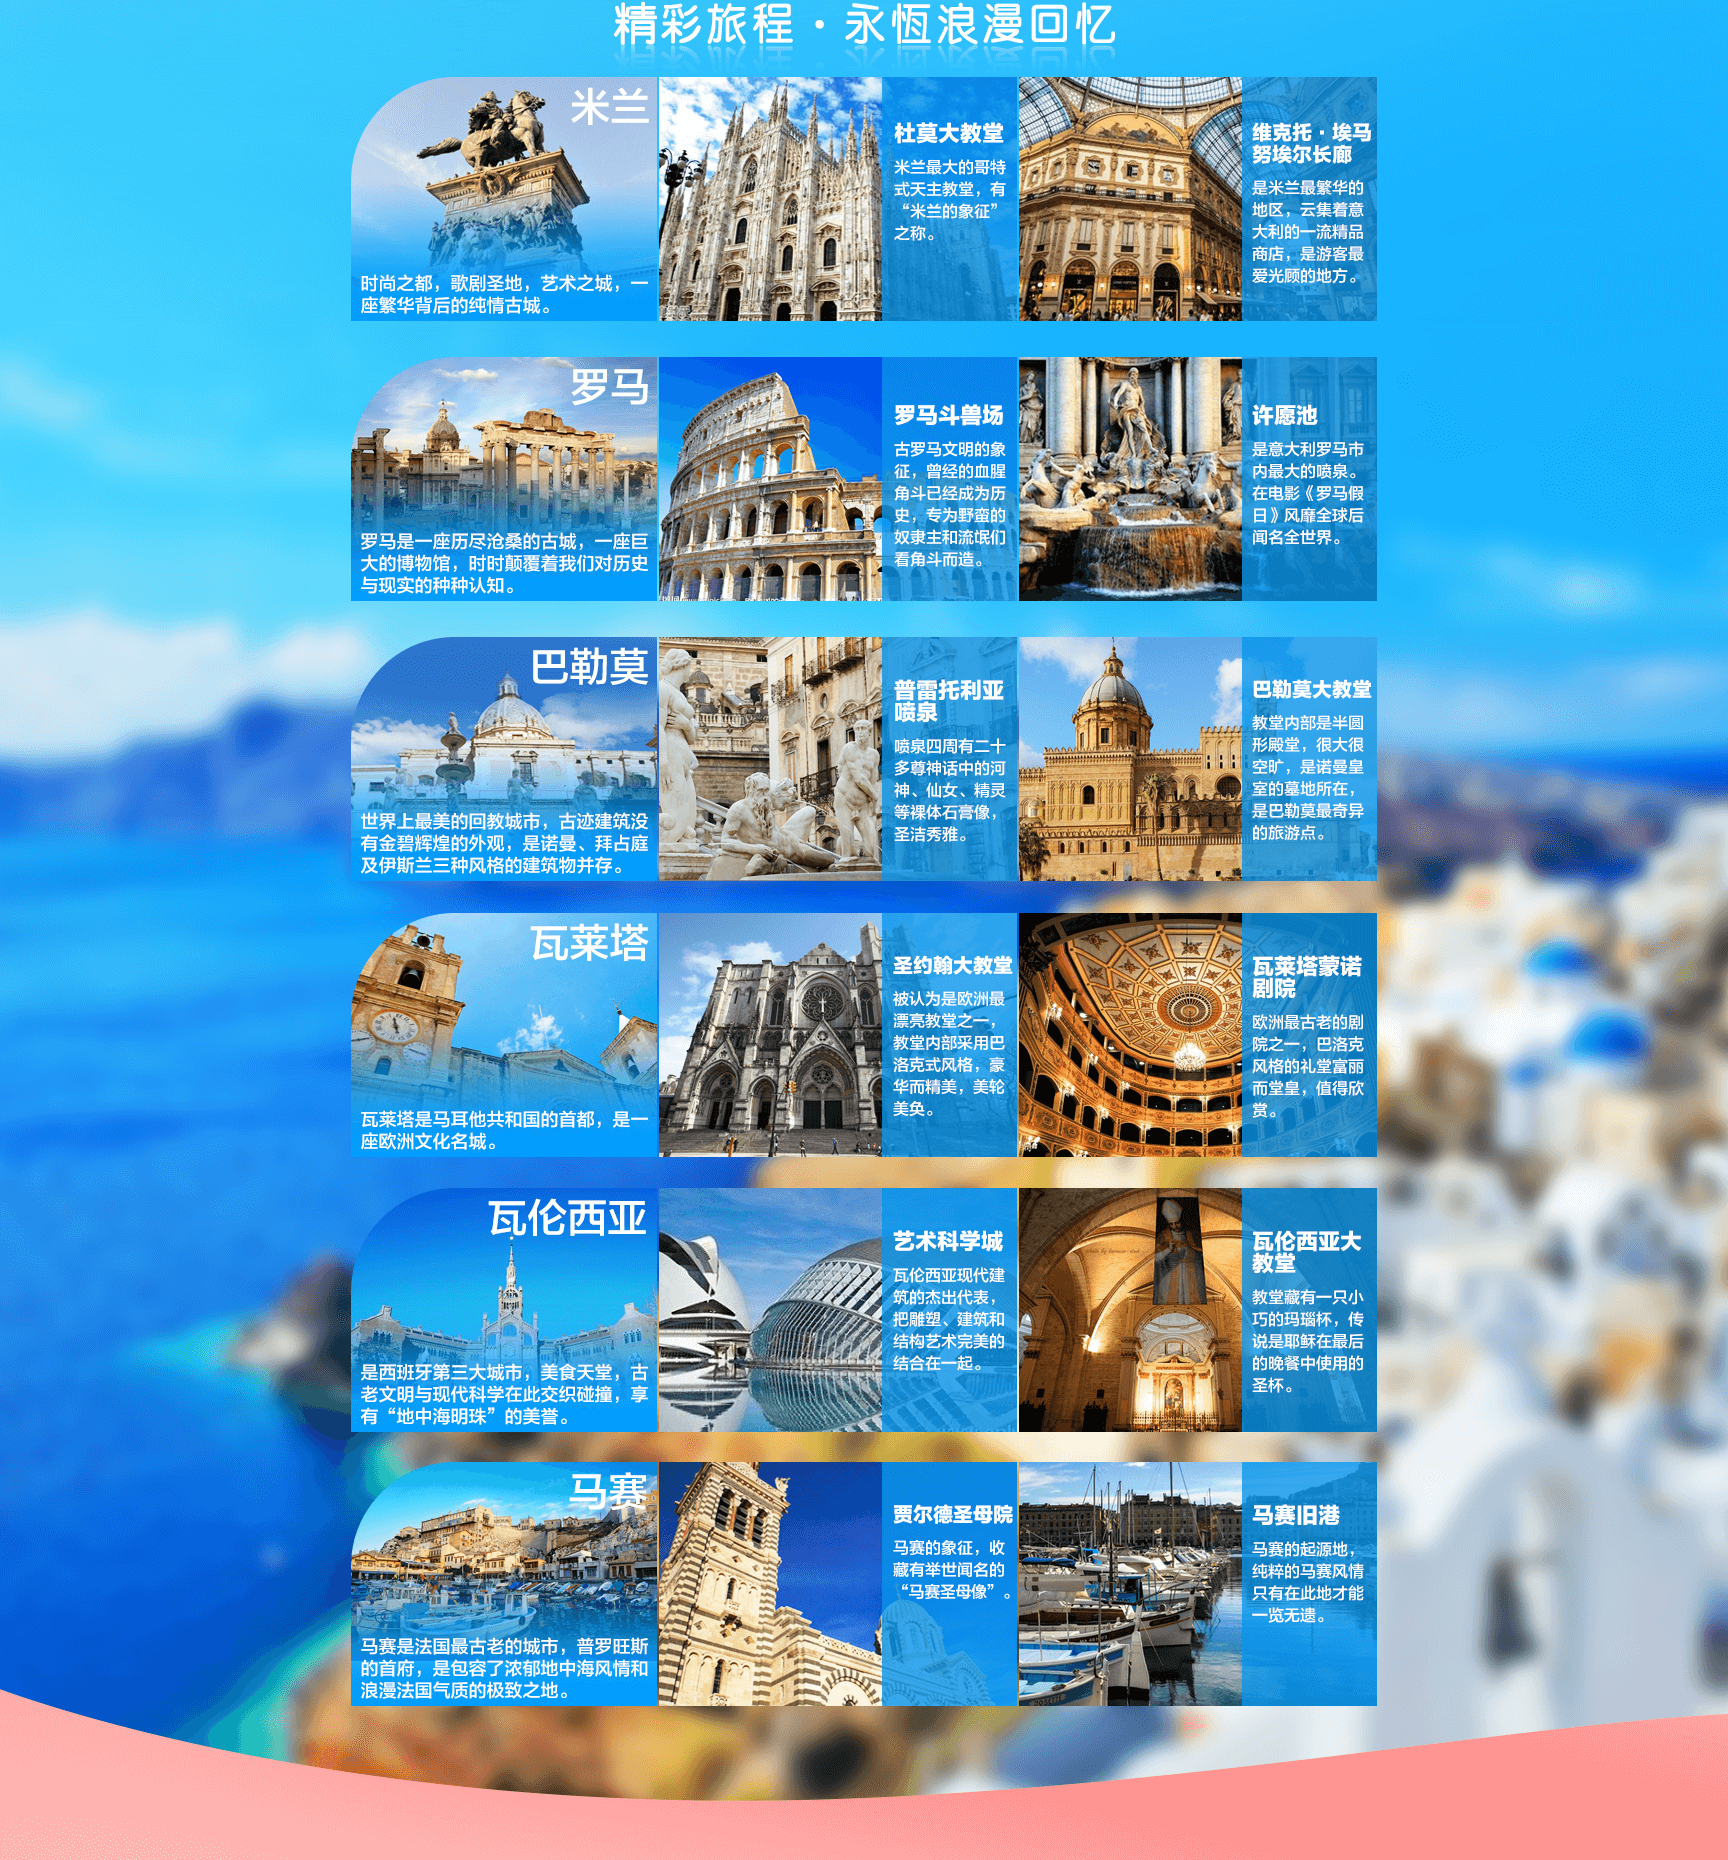 精彩旅程·永恆浪漫回忆
米兰
时尚之都，歌剧圣地，艺术之城，一
座繁华背后的纯情古城。
杜莫大教堂
米兰最大的哥特
式天主教堂，有
“米兰的象征”
之称。
维克托·埃马
努埃尔长廊
是米兰最繁华的
地区，云集着意
大利的一流精品
商店，是游客最
爱光顾的地方。
罗马
罗马是一座历尽沧桑的古城，一座巨
大的博物馆，时时颠覆着我们对历史
与现实的种种认知。
罗马斗兽场
古罗马文明的象
征，曾经的血腥
角斗已经成为历
史，专为野蛮的
奴隶主和流氓们
看角斗而造。
许愿池
是意大利罗马市
内最大的喷泉。
在电影《罗马假
日》风靡全球后
闻名全世界。
巴勒莫
世界上最美的回教城市，古迹建筑没
有金碧辉煌的外观，是诺曼、拜占庭
及伊斯兰三种风格的建筑物并存。
普雷托利亚
喷泉
喷泉四周有二十
多尊神话中的河
神、仙女、精灵
等裸体石膏像，
圣洁秀雅。
巴勒莫大教堂
教堂内部是半圆
形殿堂，很大很
空旷，是诺曼皇
室的墓地所在，
是巴勒莫最奇异
的旅游点。
瓦莱塔
瓦莱塔是马耳他共和国的首都，是一
座欧洲文化名城。
圣约翰大教堂
被认为是欧洲最
漂亮教堂之一，
教堂内部采用巴
洛克式风格，豪
华而精美，美轮
美奂。
瓦莱塔蒙诺
剧院
欧洲最古老的剧
院之一，巴洛克
风格的礼堂富丽
而堂皇，值得欣
赏。
瓦伦西亚
是西班牙第三大城市，美食天堂，古
老文明与现代科学在此交织碰撞，享
有“地中海明珠”的美誉。
艺术科学城
瓦伦西亚现代建
筑的杰出代表，
把雕塑、建筑和
结构艺术完美的
结合在一起。
瓦伦西亚大
教堂
教堂藏有一只小
巧的玛瑙杯，传
说是耶稣在最后
的晚餐中使用的
圣杯。
马赛
马赛是法国最古老的城市，普罗旺斯
的首府，是包容了浓郁地中海风情和
浪漫法国气质的极致之地。
贾尔德圣母院
马赛的象征，收
藏有举世闻名的
“马赛圣母像”。
马赛旧港
马赛的起源地，
纯粹的马赛风情
只有在此地才能
一览无遗。